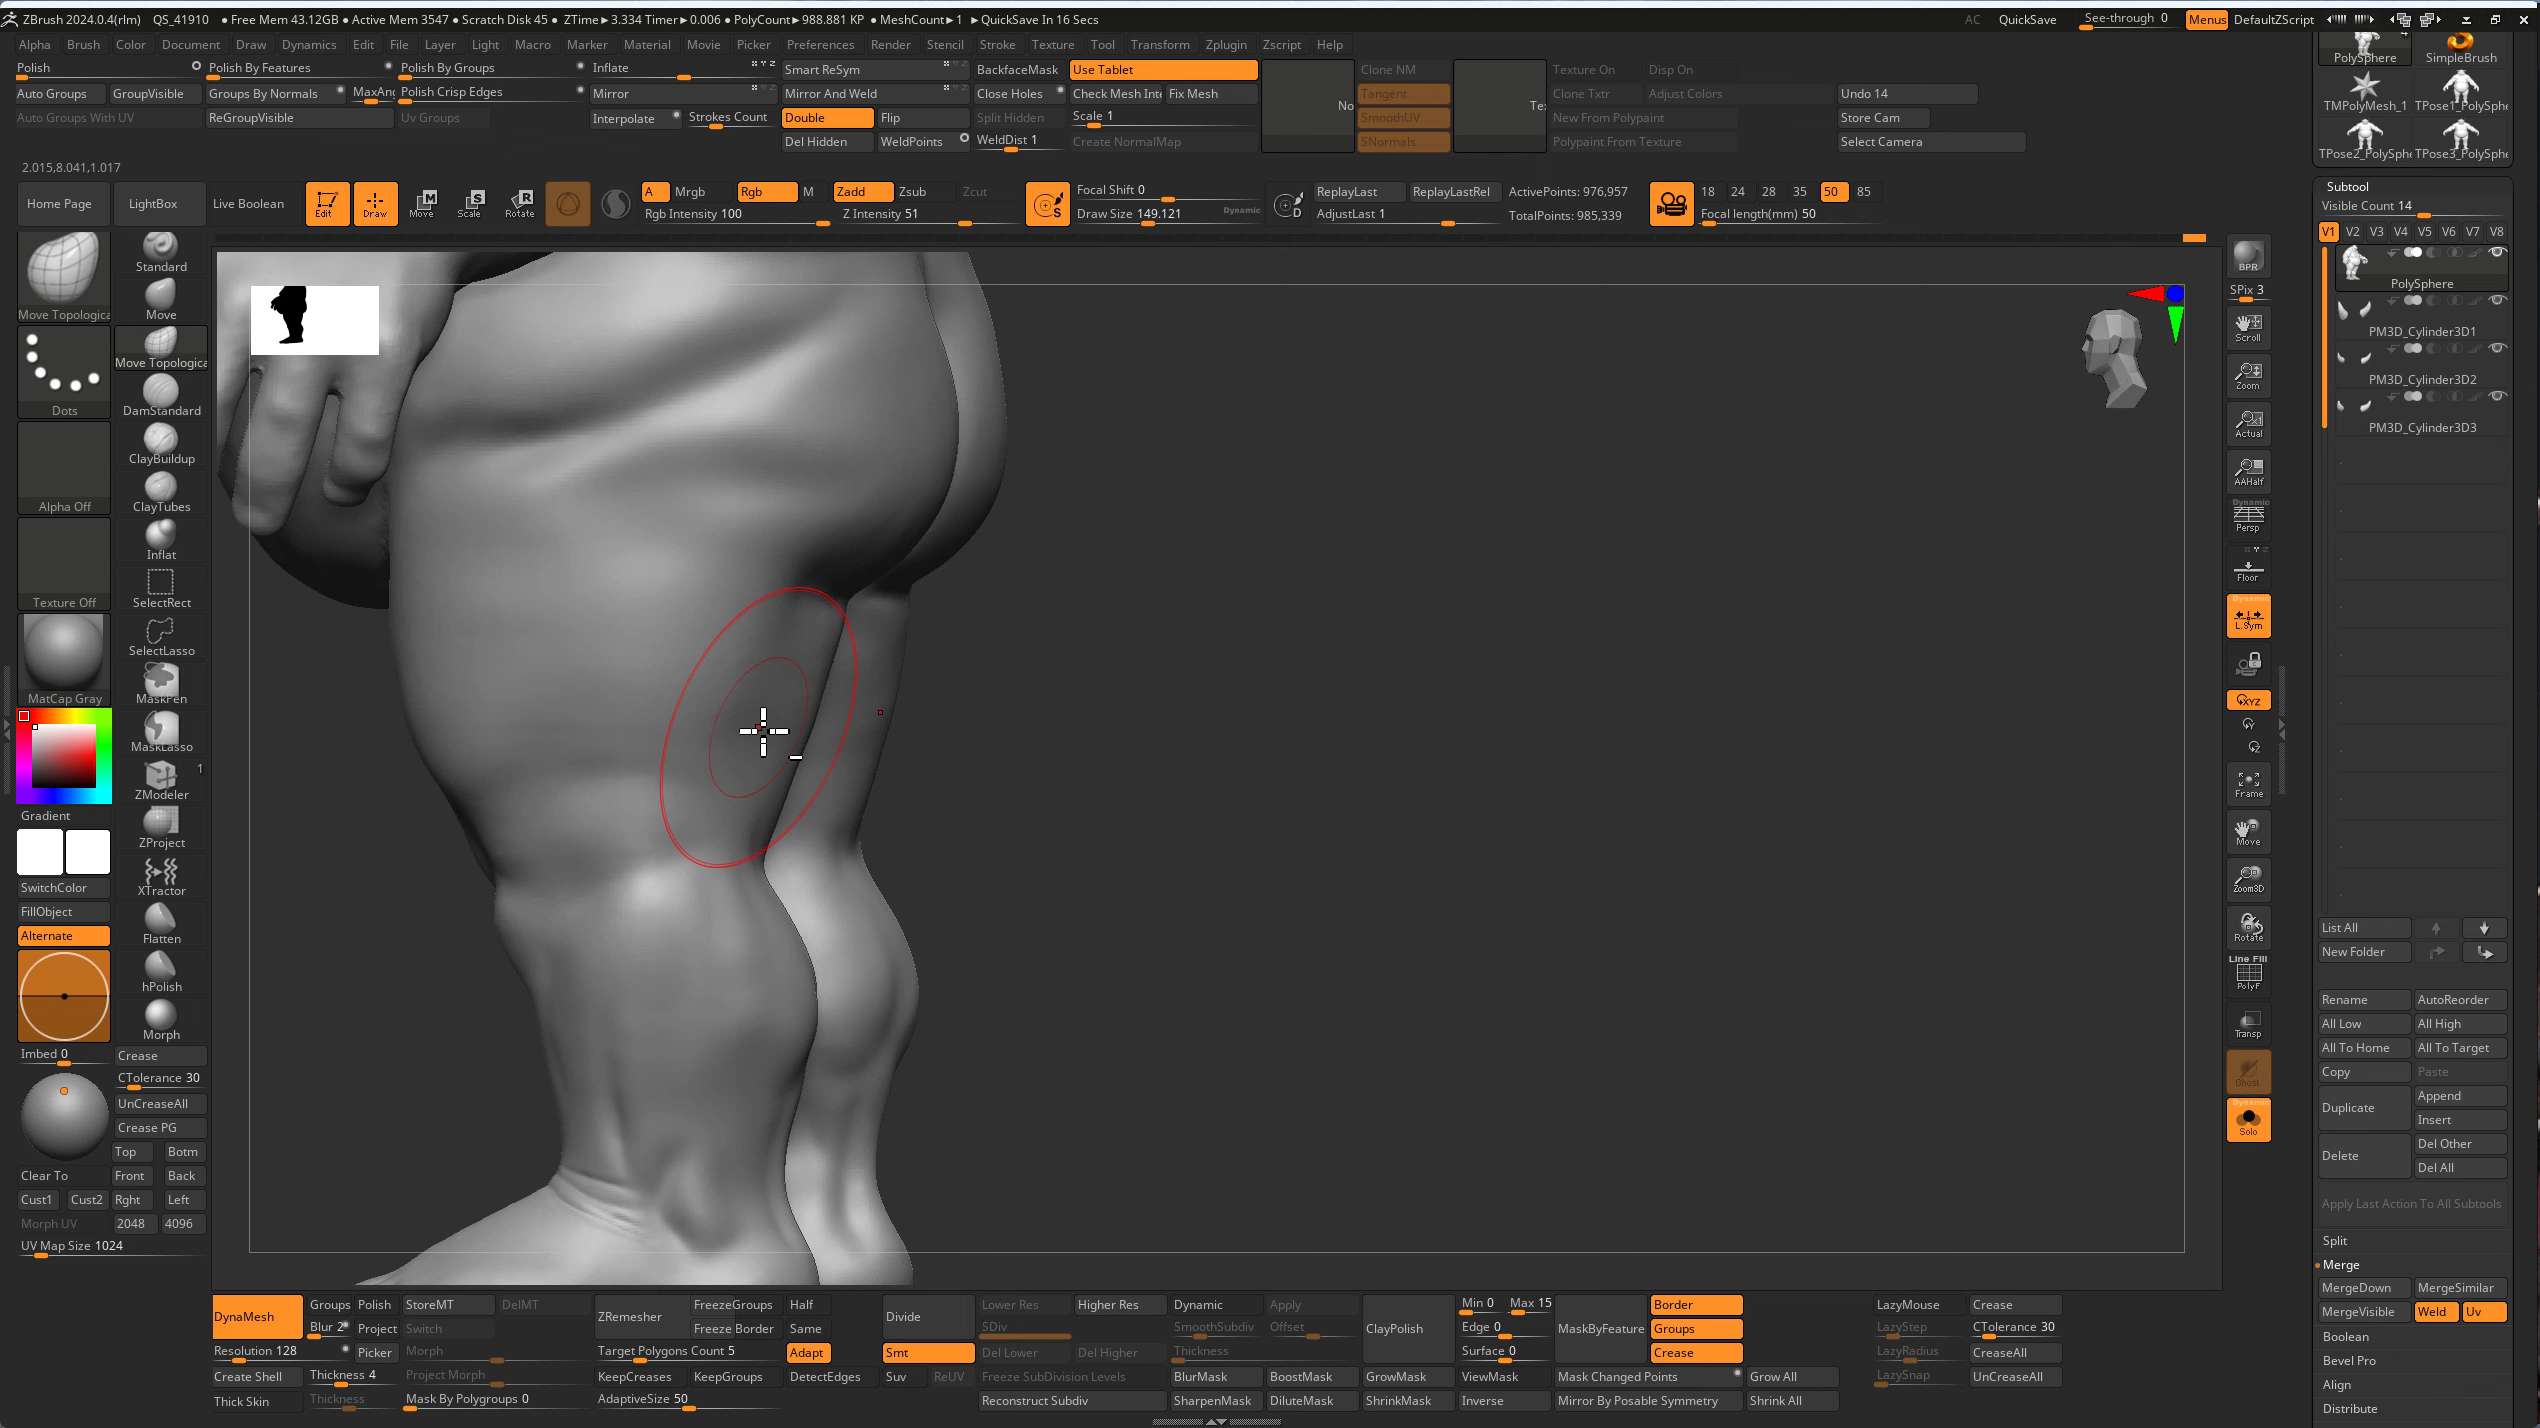 ZBrush 2024.0.4(rlm) QS_41910 ● Free Mem 43.12GB ● Active Mem 3547 ● Scratch Disk 45 ● ZTime►3.334 Timer►0.006 ● PolyCount►988.881 KP ● MeshCount►1 ►QuickSave In 16 Secs AC QuickSave See-through 0 Menus DefaultZScript
Alpha Brush Color Document Draw Dynamics Edit File Layer Light Macro Marker Material Movie Picker Preferences Render Stencil Stroke Texture Tool Transform Zplugin Zscript Help
Polish Polish By Features Polish By Groups Inflate Smart ReSym BackfaceMask Use Tablet Clone NM Texture On Disp On
Auto Groups GroupVisible Groups By Normals MaxAn Polish Crisp Edges Mirror Mirror And Weld Close Holes Check Mesh Inte Fix Mesh Tangent Clone Txtr Adjust Colors Undo 14
Auto Groups With UV ReGroupVisible Uv Groups Interpolate Strokes Count Double Flip Split Hidden Scale 1 No SmoothUV Te: New From Polypaint Store Cam
Del Hidden WeldPoints WeldDist 1 Create NormalMap SNormals Polypaint From Texture Select Camera
2.015,8.041,1.017
Home Page LightBox Live Boolean Edit Draw Move Scale Rotate A Mrgb Rgb M Zadd Zsub Zcut Focal Shift 0 ReplayLast ReplayLastRel ActivePoints: 976,957 18 24 28 35 50 85
Rgb Intensity 100 Z Intensity 51 S Draw Size 149.121 Dynamic D AdjustLast 1 TotalPoints: 985,339 Focal length(mm) 50
Move Topologica Standard
Move
Move Topologica
Dots DamStandard
ClayBuildup
Alpha Off ClayTubes
Inflat
Texture Off SelectRect
SelectLasso
MatCap Gray MaskPen
MaskLasso
ZModeler 1
Gradient
ZProject
SwitchColor XTractor
FillObject
Alternate Flatten
hPolish
Morph
Imbed 0 Crease
CTolerance 30
UnCreaseAll
Crease PG
Top Botm
Clear To Front Back
Cust1 Cust2 Rght Left
Morph UV 2048 4096
UV Map Size 1024
BPR
SPix 3
Scroll
Zoom
Actual
AAHalf
Dynamic
Persp
Floor
Dynamic
L.Sym
XYZ
Y
Z
Frame
Move
Zoom3D
Rotate
Line Fill
PolyF
Transp
Ghost
Dynamic
Solo
PolySphere 4 SimpleBrush
TMPolyMesh_1 TPose1_PolySphe
TPose2_PolySphe TPose3_PolySphe
Subtool
Visible Count 14
V1 V2 V3 V4 V5 V6 V7 V8
PolySphere
PM3D_Cylinder3D1
PM3D_Cylinder3D2
PM3D_Cylinder3D3
List All
New Folder
Rename AutoReorder
All Low All High
All To Home All To Target
Copy Paste
Duplicate Append
Insert
Delete Del Other
Del All
Apply Last Action To All Subtools
Split
Merge
MergeDown MergeSimilar
MergeVisible Weld Uv
Boolean
Bevel Pro
Align
Distribute
DynaMesh Groups Polish StoreMT DelMT ZRemesher FreezeGroups Half Divide Lower Res Higher Res Dynamic Apply ClayPolish Min 0 Max 15 MaskByFeature Border LazyMouse Crease
Blur 2 Project Switch Freeze Border Same SDiv SmoothSubdiv Offset Edge 0 Groups LazyStep CTolerance 30
Resolution 128 Picker Morph Target Polygons Count 5 Adapt Smt Del Lower Del Higher Thickness Surface 0 Crease LazyRadius CreaseAll
Create Shell Thickness 4 Project Morph KeepCreases KeepGroups DetectEdges Suv ReUV Freeze SubDivision Levels BlurMask BoostMask GrowMask ViewMask Mask Changed Points Grow All LazySnap UnCreaseAll
Thick Skin Thickness Mask By Polygroups 0 AdaptiveSize 50 Reconstruct Subdiv SharpenMask DiluteMask ShrinkMask Inverse Mirror By Posable Symmetry Shrink All